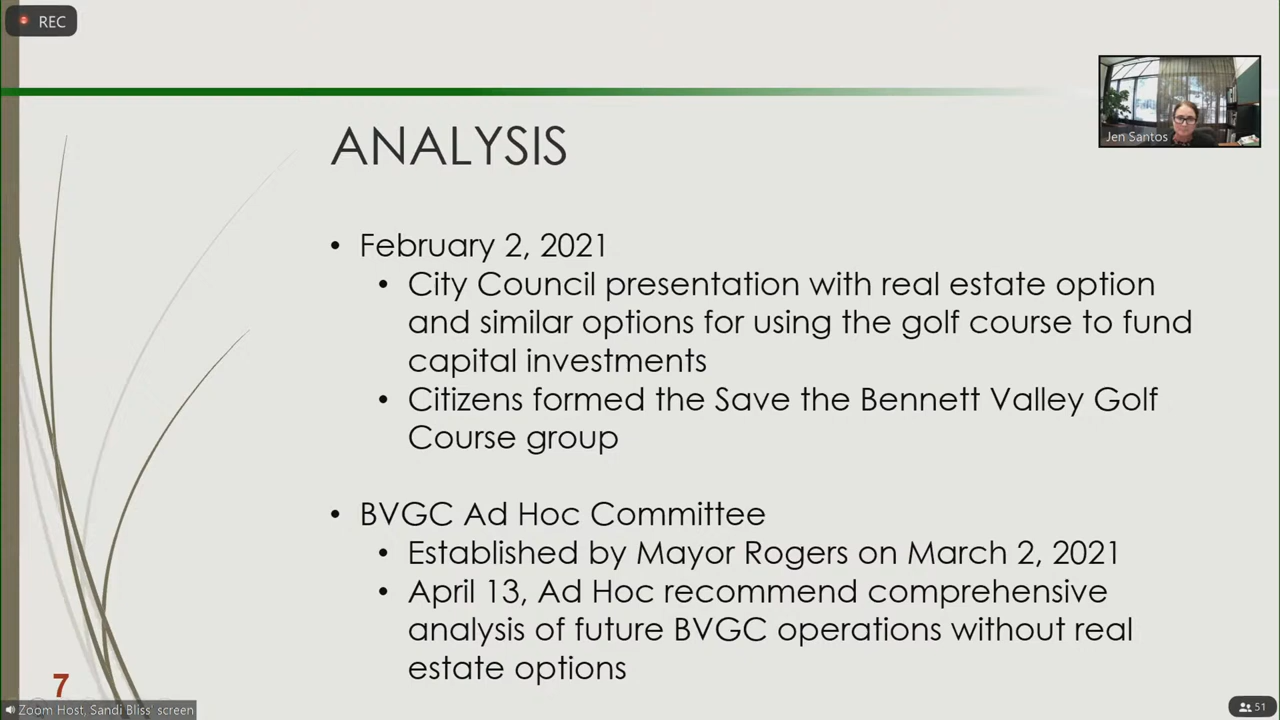 REC
Jen Santos
ANALYSIS
• February 2, 2021
• City Council presentation with real estate option
and similar options for using the golf course to fund
capital investments
• Citizens formed the Save the Bennett Valley Golf
Course group
• BVGC Ad Hoc Committee
• Established by Mayor Rogers on March 2, 2021
• April 13, Ad Hoc recommend comprehensive
analysis of future BVGC operations without real
estate options
7
Zoom Host, Sandi Bliss' screen
51